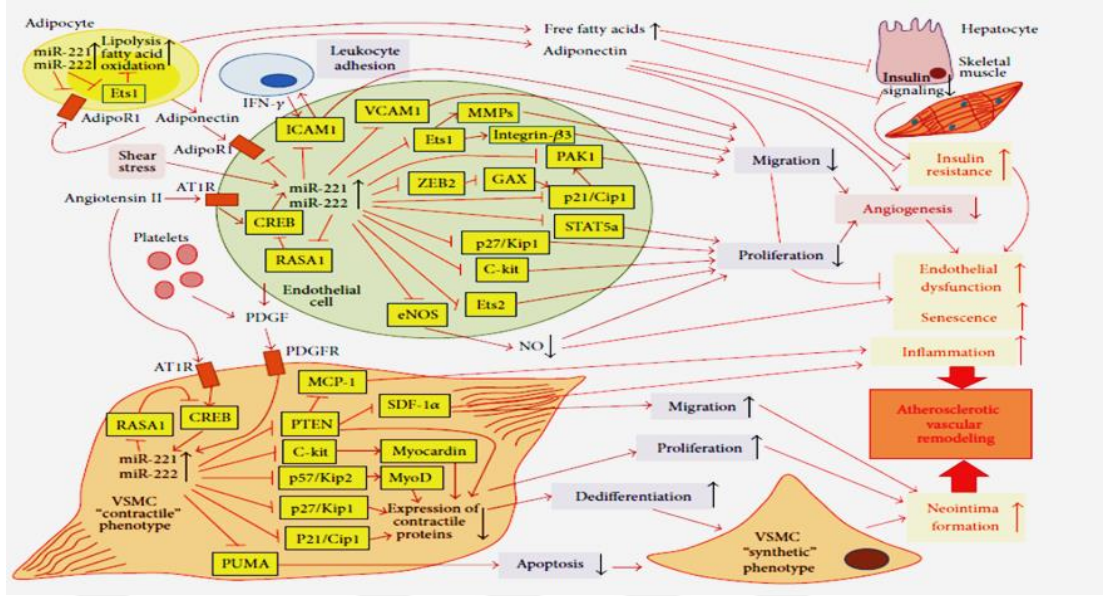 Adipocyte
miR-221
miR-222
Lipolysis
fatty acid
oxidation
Ets1
AdipoR1
Adiponectin
Free fatty acids
Adiponectin
Hepatocyte
Insulin
signaling
Skeletal
muscle
Leukocyte
adhesion
IFN-γ
ICAM1
VCAM1
MMPs
Ets1
Integrin-β3
PAK1
AdipoR1
Shear
stress
AT1R
Angiotensin II
miR-221
miR-222
ZEB2
GAX
p21/Cip1
CREB
STAT5a
RASA1
p27/Kip1
C-kit
Endothelial
cell
Ets2
eNOS
Migration
Insulin
resistance
Angiogenesis
Proliferation
Endothelial
dysfunction
Senescence
NO
Inflammation
Platelets
PDGF
PDGFR
AT1R
MCP-1
SDF-1α
RASA1
CREB
PTEN
C-kit
Myocardin
miR-221
miR-222
p57/Kip2
MyoD
VSMC
"contractile"
phenotype
p27/Kip1
Expression of
contractile
proteins
P21/Cip1
PUMA
Migration
Proliferation
Dedifferentiation
Apoptosis
VSMC
"synthetic"
phenotype
Atherosclerotic
vascular
remodeling
Neointima
formation